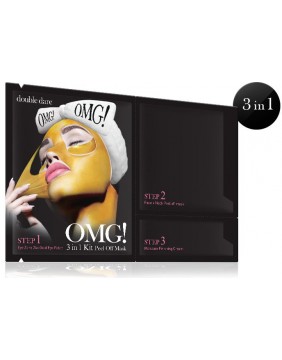 double dare
OMG!
OMG!
3 in 1
STEP 1
OMG!
3 in 1 Kit Peel Off Mask
STEP 2
STEP 3